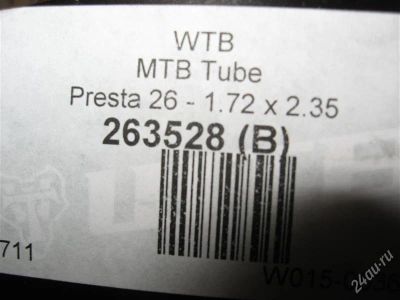 WTB
MTB Tube
Presta 26 - 1.72 x 2.35
263528 (B)
711
24au.ru